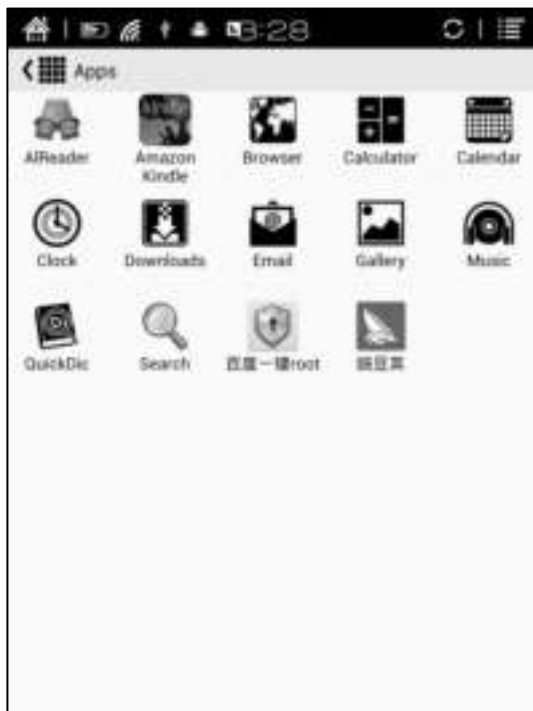 3:28
Apps
AlReader
Amazon
Kindle
Browser
Calculator
Calendar
Clock
Downloads
Email
Gallery
Music
QuickDic
Search
百度一键root
豌豆荚